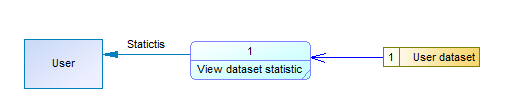 Statictis
1
User
View dataset statistic
1 User dataset